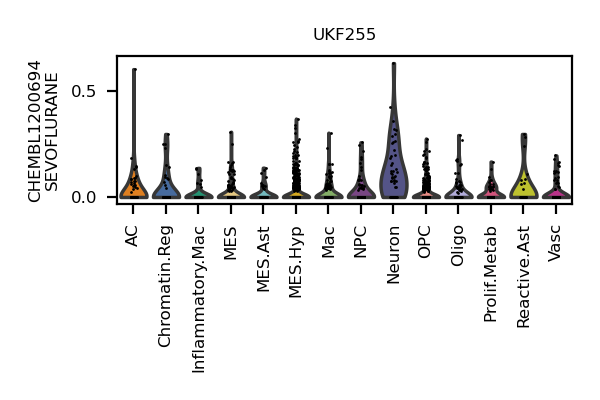 UKF255
CHEMBL1200694
SEVOFLURANE
0.5
0.0
AC
Chromatin.Reg
Inflammatory.Mac
MES
MES.Ast
MES.Hyp
Mac
NPC
Neuron
OPC
Oligo
Prolif.Metab
Reactive.Ast
Vasc